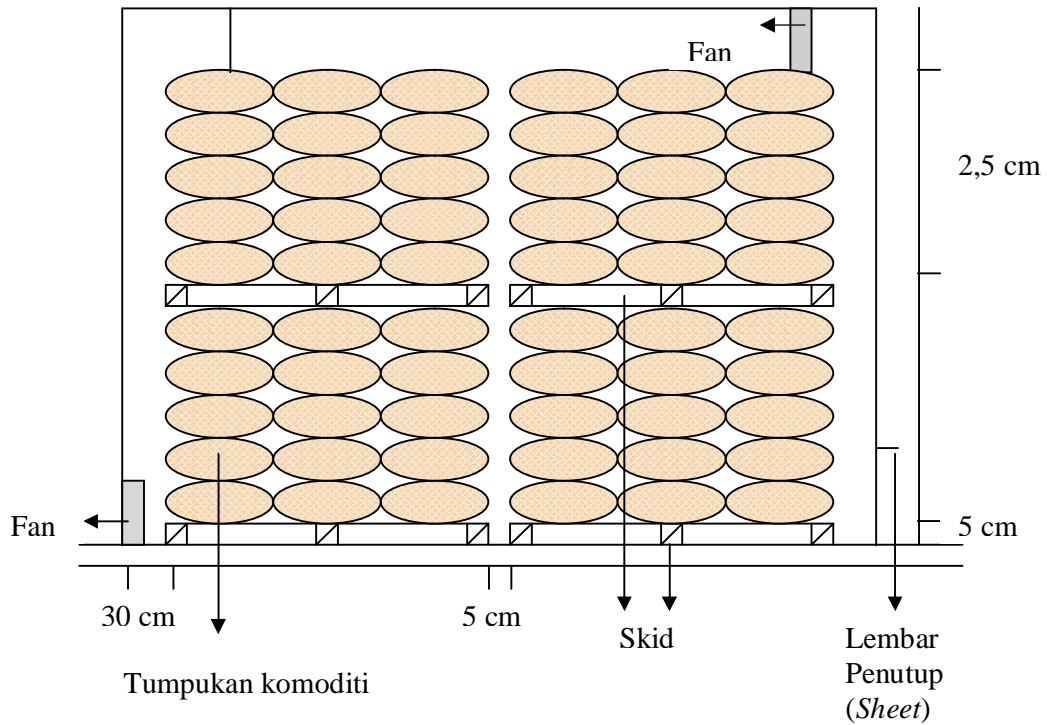 Fan
2,5 cm
Fan
5 cm
30 cm
5 cm
Skid
Lembar
Penutup
(Sheet)
Tumpukan komoditi